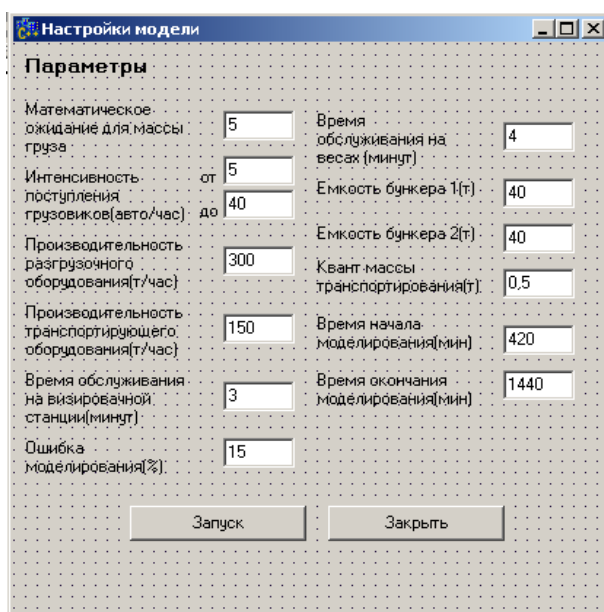 Настройки модели
Параметры
Математическое
ожидание для массы
груза
5
Интенсивность
поступления
грузовиков(авто/час)
от
5
до
40
Производительность
разгрузочного
оборудования(т/час)
300
Производительность
транспортирующего
оборудования(т/час)
150
Время обслуживания
на визировачной
станции(минут)
3
Ошибка
моделирования(%)
15
Время
обслуживания на
весах (минут)
4
Емкость бункера 1(т)
40
Емкость бункера 2(т)
40
Квант массы
транспортирования(т)
0,5
Время начала
моделирования(мин)
420
Время окончания
моделирования(мин)
1440
Запуск
Закрыть